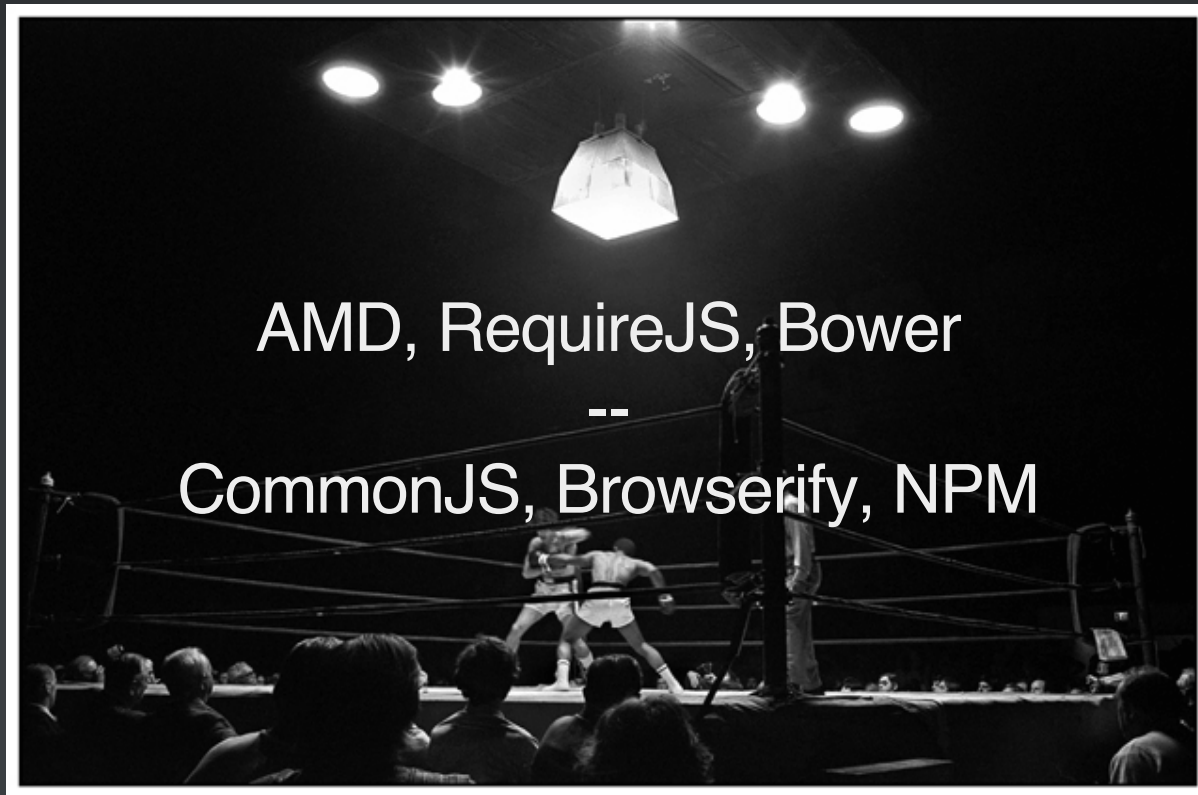 AMD, RequireJS, Bower
--
CommonJS, Browserify, NPM